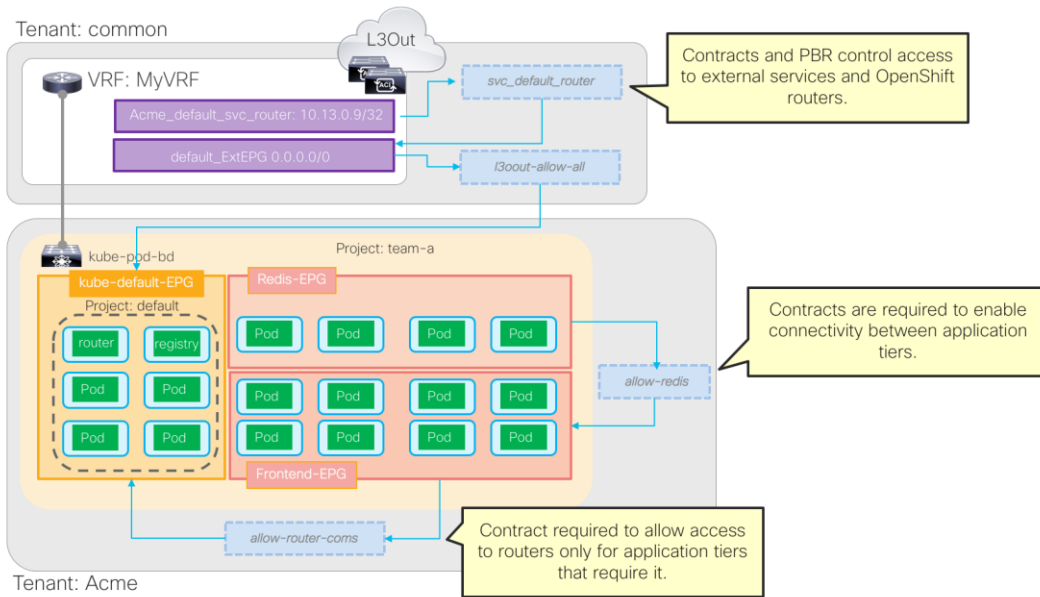 Tenant: common
L3Out
ACI
VRF: MyVRF
svc_default_router
Contracts and PBR control access
to external services and OpenShift
routers.
Acme_default_svc_router: 10.13.0.9/32
default_ExtEPG 0.0.0.0/0
l3oout-allow-all
Project: team-a
kube-pod-bd
kube-default-EPG
Redis-EPG
Project: default
router
registry
Pod
Pod
Pod
Pod
Contracts are required to enable
connectivity between application
tiers.
allow-redis
Pod
Pod
Pod
Pod
Pod
Pod
Pod
Pod
Pod
Pod
Pod
Pod
Frontend-EPG
allow-router-coms
Contract required to allow access
to routers only for application tiers
that require it.
Tenant: Acme